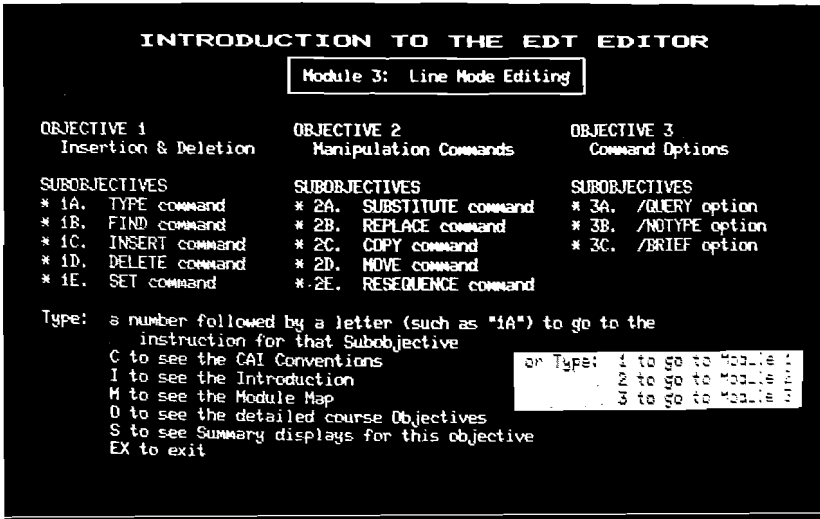 INTRODUCTION TO THE EDT EDITOR
Module 3: Line Mode Editing
OBJECTIVE 1
Insertion & Deletion
SUBOBJECTIVES
* 1A. TYPE command
* 1B. FIND command
* 1C. INSERT command
* 1D. DELETE command
* 1E. SET command
OBJECTIVE 2
Manipulation Commands
SUBOBJECTIVES
* 2A. SUBSTITUTE command
* 2B. REPLACE command
* 2C. COPY command
* 2D. MOVE command
* 2E. RESEQUENCE command
OBJECTIVE 3
Command Options
SUBOBJECTIVES
* 3A. /QUERY option
* 3B. /NOTYPE option
* 3C. /BRIEF option
Type: a number followed by a letter (such as "1A") to go to the
instruction for that Subobjective
C to see the CAI Conventions
I to see the Introduction
M to see the Module Map
O to see the detailed course Objectives
S to see Summary displays for this objective
EX to exit
or Type: 1 to go to Module 1
2 to go to Module 2
3 to go to Module 3